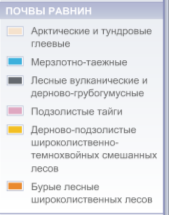 ПОЧВЫ РАВНИН
Арктические и тундровые
глеевые
Мерзлотно-таежные
Лесные вулканические и
дерново-грубогумусные
Подзолистые тайги
Дерново-подзолистые
широколиственно-
темнохвойных смешанных
лесов
Бурые лесные
широколиственных лесов